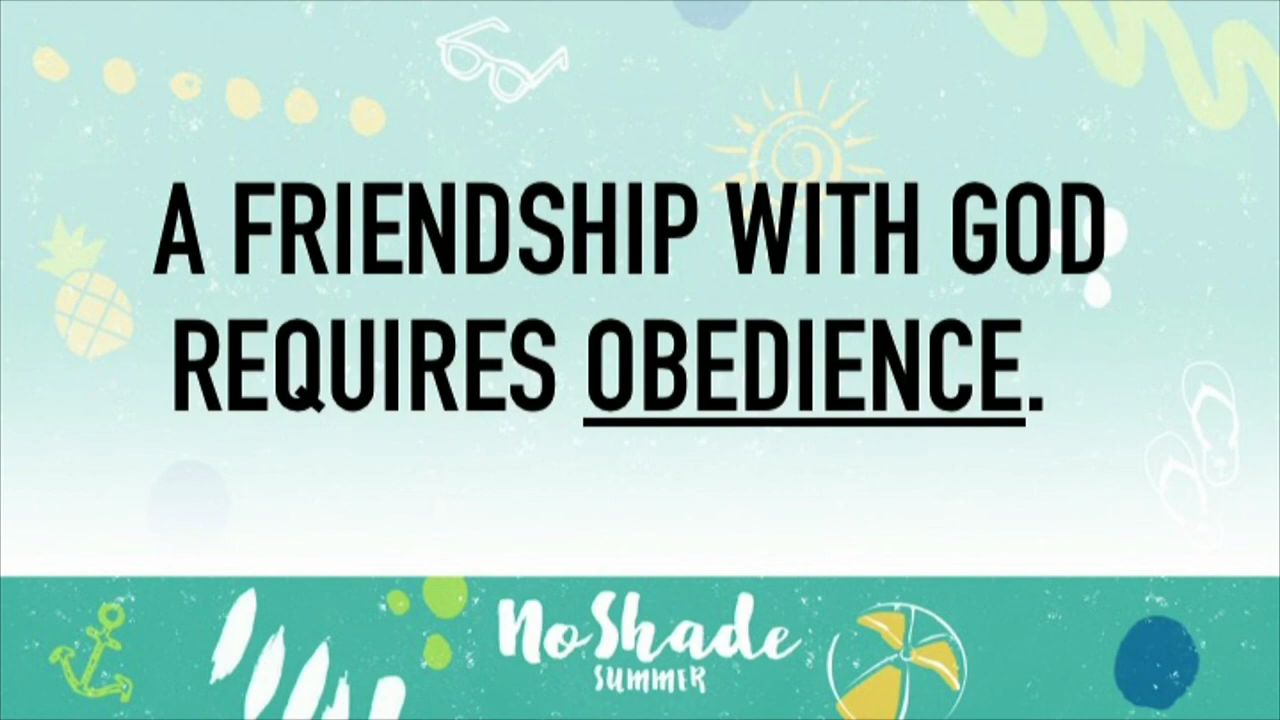 A FRIENDSHIP WITH GOD
REQUIRES OBEDIENCE.
No Shade
SUMMER